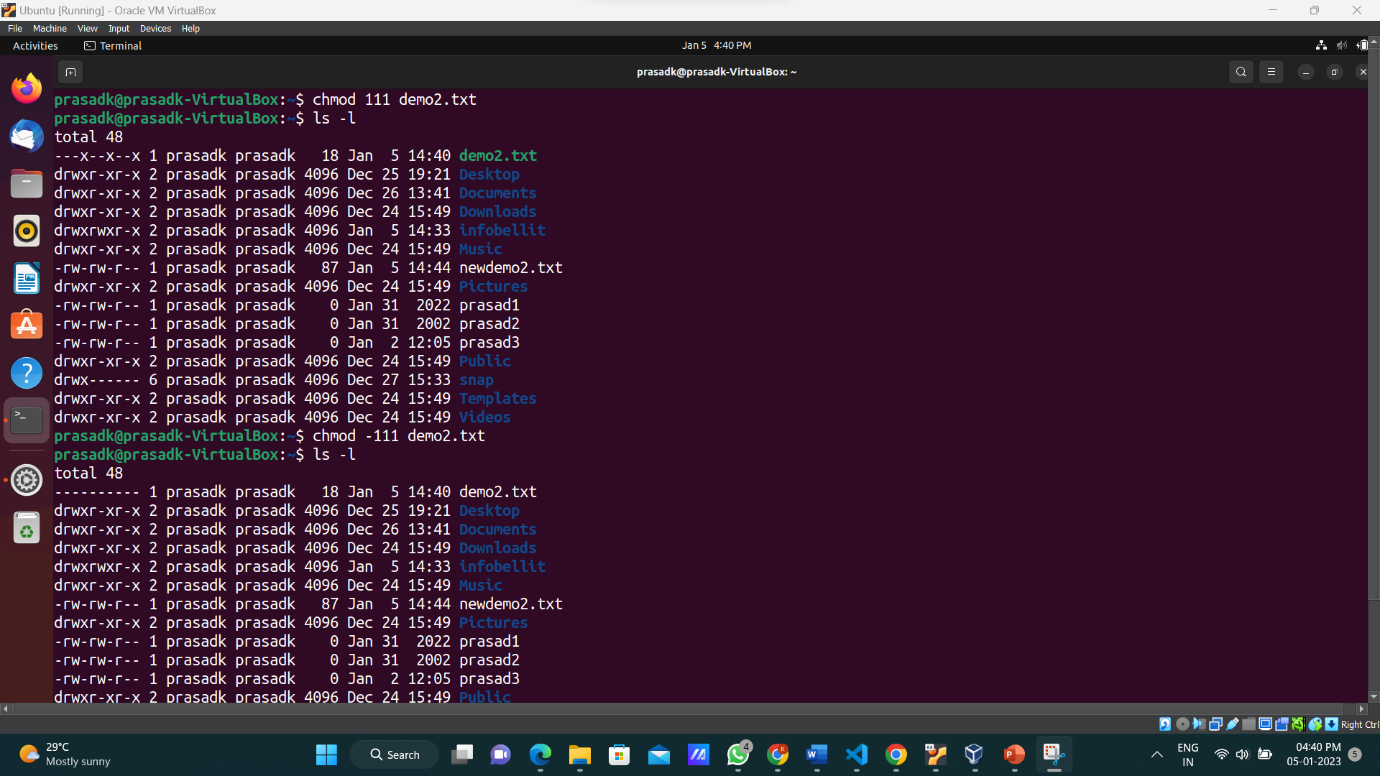 Ubuntu [Running] - Oracle VM VirtualBox
File Machine View Input Devices Help
Activities Terminal Jan 5 4:40 PM
prasadk@prasadk-VirtualBox: ~
prasadk@prasadk-VirtualBox:~$ chmod 111 demo2.txt
prasadk@prasadk-VirtualBox:~$ ls -l
total 48
---x--x--x 1 prasadk prasadk   18 Jan  5 14:40 demo2.txt
drwxr-xr-x 2 prasadk prasadk 4096 Dec 25 19:21 Desktop
drwxr-xr-x 2 prasadk prasadk 4096 Dec 26 13:41 Documents
drwxr-xr-x 2 prasadk prasadk 4096 Dec 24 15:49 Downloads
drwxrwxr-x 2 prasadk prasadk 4096 Jan  5 14:33 infobellit
drwxr-xr-x 2 prasadk prasadk 4096 Dec 24 15:49 Music
-rw-rw-r-- 1 prasadk prasadk   87 Jan  5 14:44 newdemo2.txt
drwxr-xr-x 2 prasadk prasadk 4096 Dec 24 15:49 Pictures
-rw-rw-r-- 1 prasadk prasadk    0 Jan 31  2022 prasad1
-rw-rw-r-- 1 prasadk prasadk    0 Jan 31  2002 prasad2
-rw-rw-r-- 1 prasadk prasadk    0 Jan  2 12:05 prasad3
drwxr-xr-x 2 prasadk prasadk 4096 Dec 24 15:49 Public
drwx------ 6 prasadk prasadk 4096 Dec 27 15:33 snap
drwxr-xr-x 2 prasadk prasadk 4096 Dec 24 15:49 Templates
drwxr-xr-x 2 prasadk prasadk 4096 Dec 24 15:49 Videos
prasadk@prasadk-VirtualBox:~$ chmod -111 demo2.txt
prasadk@prasadk-VirtualBox:~$ ls -l
total 48
---------- 1 prasadk prasadk   18 Jan  5 14:40 demo2.txt
drwxr-xr-x 2 prasadk prasadk 4096 Dec 25 19:21 Desktop
drwxr-xr-x 2 prasadk prasadk 4096 Dec 26 13:41 Documents
drwxr-xr-x 2 prasadk prasadk 4096 Dec 24 15:49 Downloads
drwxrwxr-x 2 prasadk prasadk 4096 Jan  5 14:33 infobellit
drwxr-xr-x 2 prasadk prasadk 4096 Dec 24 15:49 Music
-rw-rw-r-- 1 prasadk prasadk   87 Jan  5 14:44 newdemo2.txt
drwxr-xr-x 2 prasadk prasadk 4096 Dec 24 15:49 Pictures
-rw-rw-r-- 1 prasadk prasadk    0 Jan 31  2022 prasad1
-rw-rw-r-- 1 prasadk prasadk    0 Jan 31  2002 prasad2
-rw-rw-r-- 1 prasadk prasadk    0 Jan  2 12:05 prasad3
drwxr-xr-x 2 prasadk prasadk 4096 Dec 24 15:49 Public
Right Ctrl
29°C
Mostly sunny
Search
4
ENG
IN
04:40 PM
05-01-2023
5